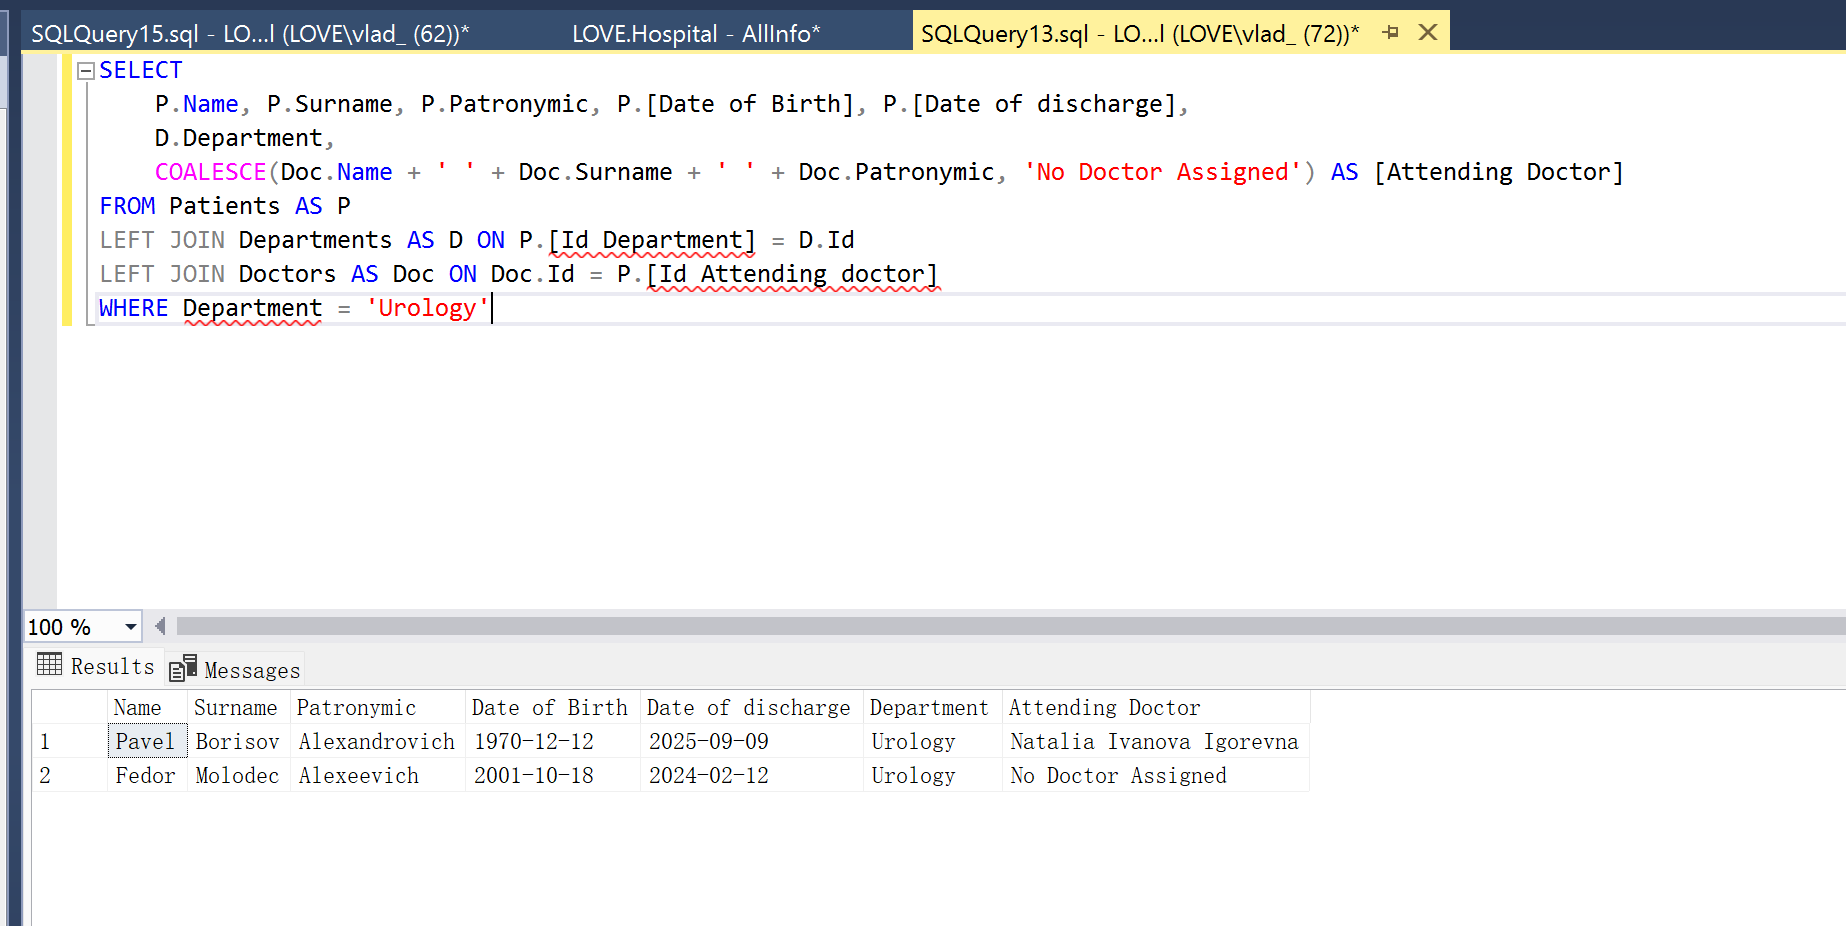 SQLQuery15.sql - LO...l (LOVE\vlad_ (62))* LOVE.Hospital - AllInfo* SQLQuery13.sql - LO...l (LOVE\vlad_ (72))*
SELECT
P.Name, P.Surname, P.Patronymic, P.[Date of Birth], P.[Date of discharge],
D.Department,
COALESCE(Doc.Name + ' ' + Doc.Surname + ' ' + Doc.Patronymic, 'No Doctor Assigned') AS [Attending Doctor]
FROM Patients AS P
LEFT JOIN Departments AS D ON P.[Id Department] = D.Id
LEFT JOIN Doctors AS Doc ON Doc.Id = P.[Id Attending doctor]
WHERE Department = 'Urology'
100 %
Results Messages
Name Surname Patronymic Date of Birth Date of discharge Department Attending Doctor
1 Pavel Borisov Alexandrovich 1970-12-12 2025-09-09 Urology Natalia Ivanova Igorevna
2 Fedor Molodec Alexeevich 2001-10-18 2024-02-12 Urology No Doctor Assigned